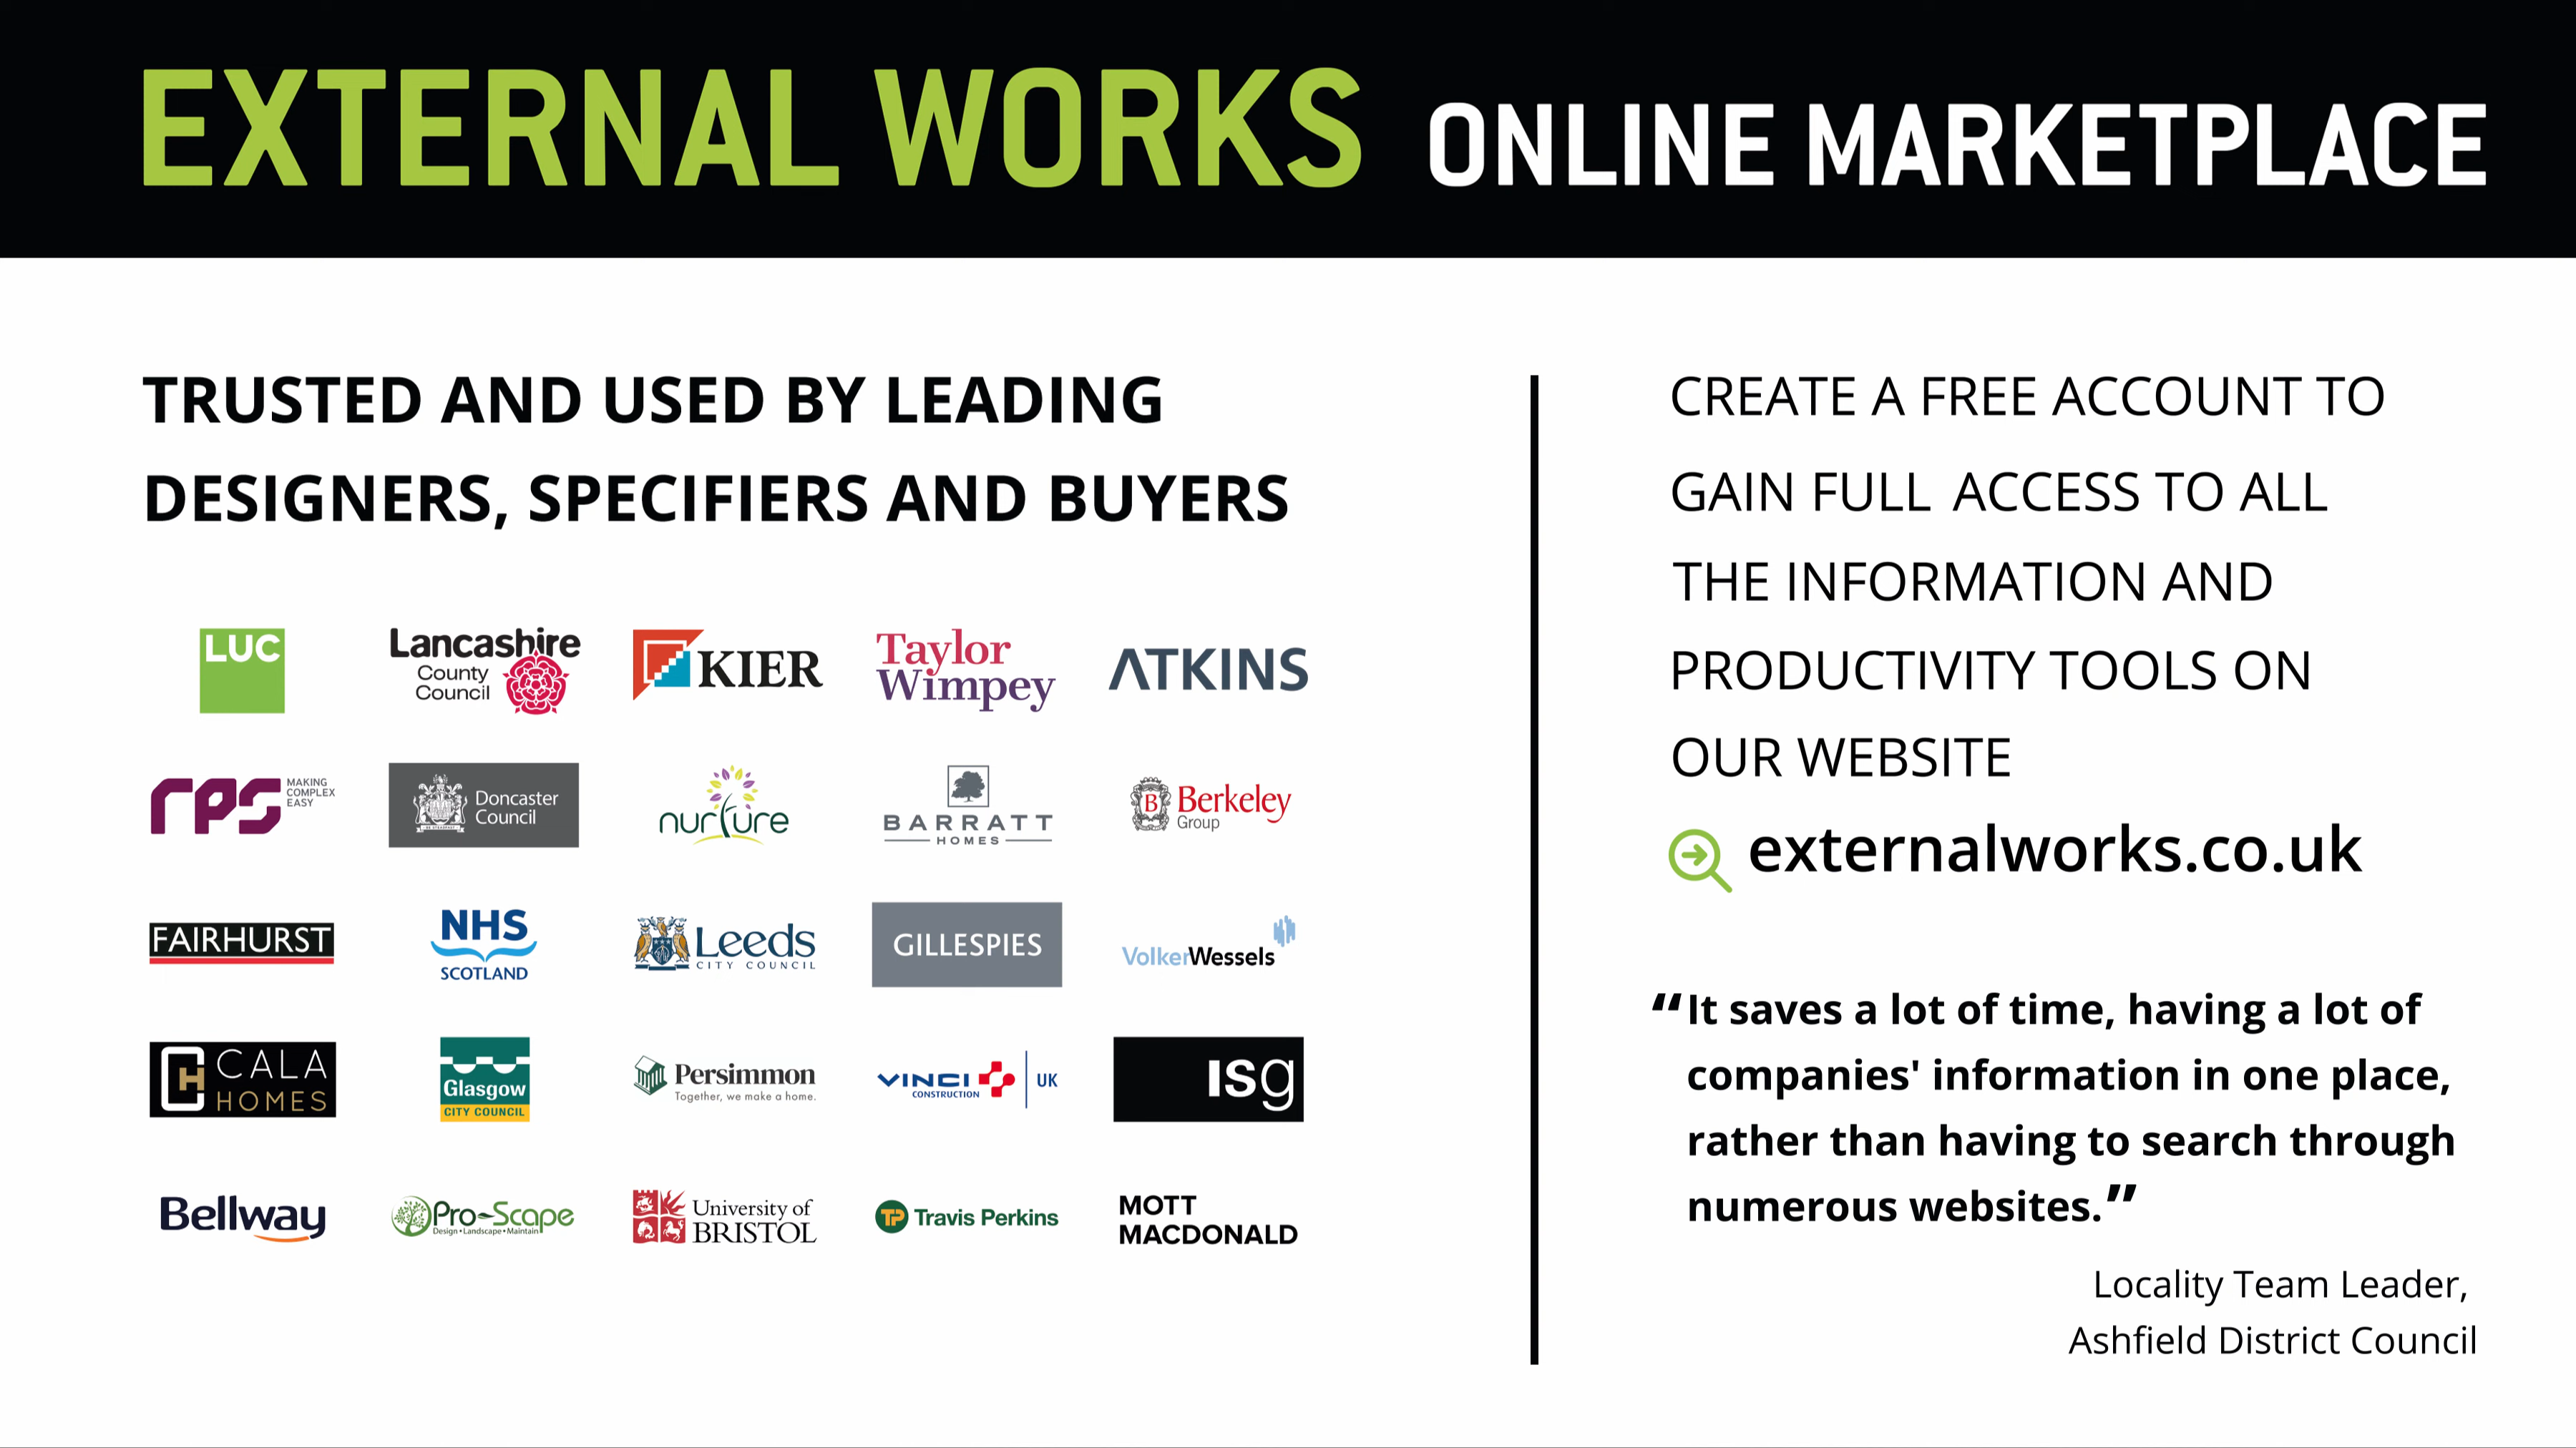 EXTERNAL WORKS ONLINE MARKETPLACE
TRUSTED AND USED BY LEADING
DESIGNERS, SPECIFIERS AND BUYERS
LUC
Lancashire
County
Council
KIER
Taylor
Wimpey
ATKINS
rps
MAKING
COMPLEX
EASY
Doncaster
Council
nurture
BARRATT
HOMES
B
Berkeley
Group
FAIRHURST
NHS
SCOTLAND
Leeds
CITY COUNCIL
GILLESPIES
VolkerWessels
CALA
HOMES
Glasgow
CITY COUNCIL
Persimmon
Together, we make a home.
VINCI
CONSTRUCTION
UK
ISg
Bellway
Pro-Scape
Design•Landscape•Maintain
University of
BRISTOL
TP Travis Perkins
MOTT
MACDONALD
CREATE A FREE ACCOUNT TO
GAIN FULL ACCESS TO ALL
THE INFORMATION AND
PRODUCTIVITY TOOLS ON
OUR WEBSITE
externalworks.co.uk
“It saves a lot of time, having a lot of
companies' information in one place,
rather than having to search through
numerous websites.”
Locality Team Leader,
Ashfield District Council